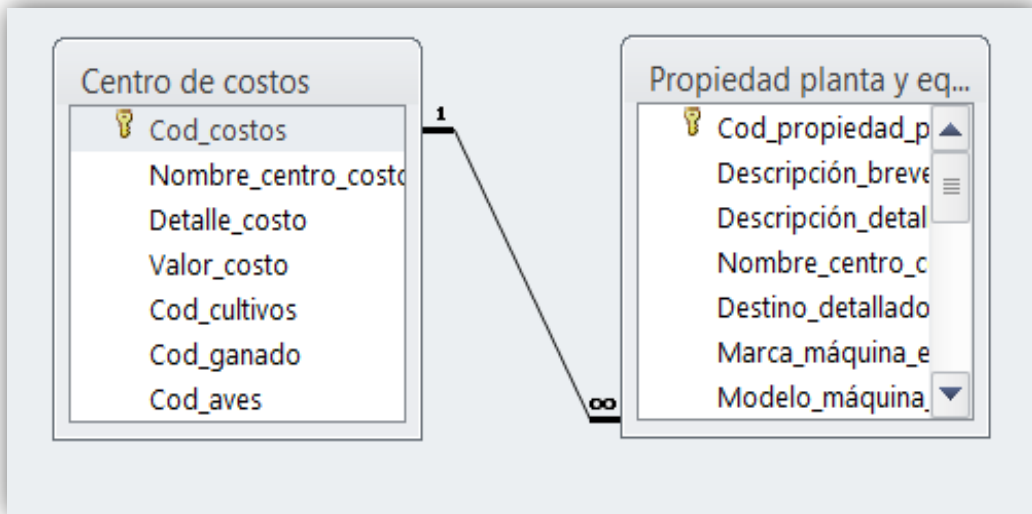 Centro de costos
Cod_costos
Nombre_centro_costo
Detalle_costo
Valor_costo
Cod_cultivos
Cod_ganado
Cod_aves
1
∞
Propiedad planta y eq...
Cod_propiedad_p
Descripción_breve
Descripción_detal
Nombre_centro_c
Destino_detallado
Marca_máquina_e
Modelo_máquina_